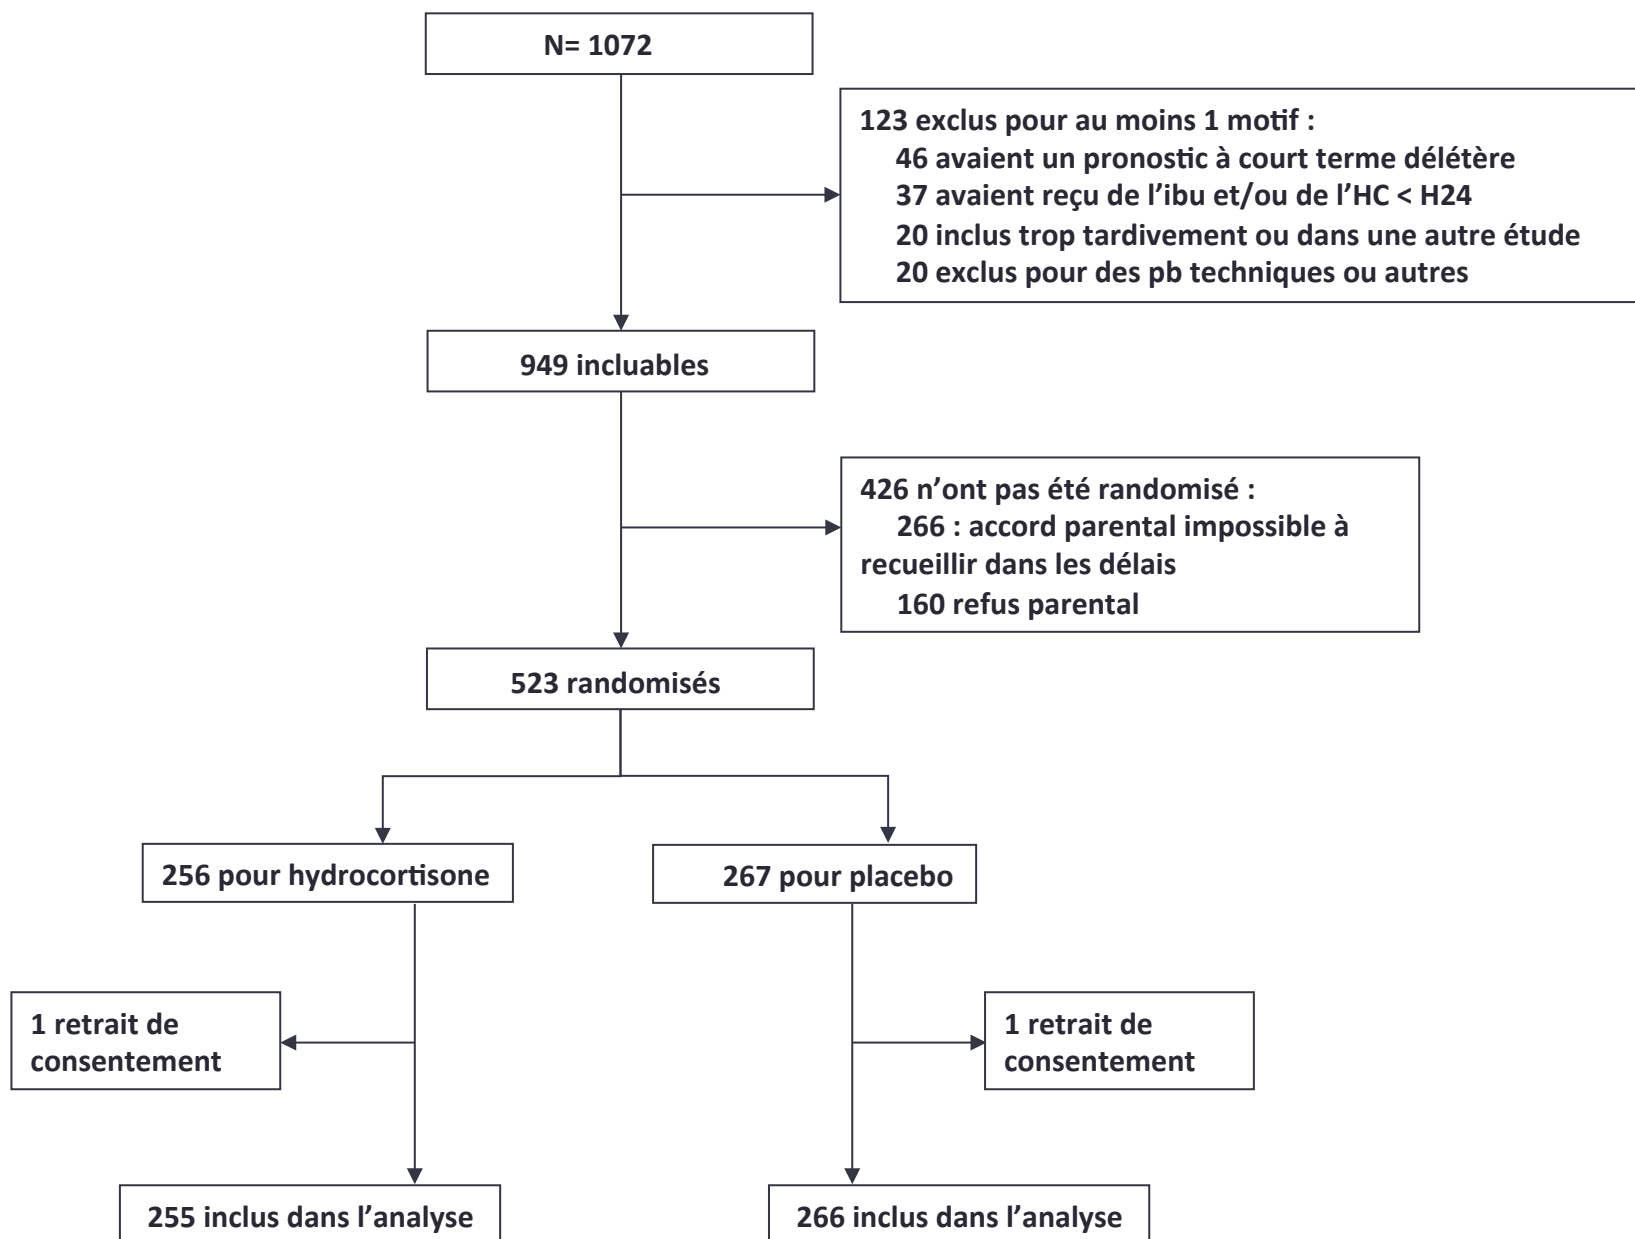 N= 1072
123 exclus pour au moins 1 motif :
46 avaient un pronostic à court terme délétère
37 avaient reçu de l’ibu et/ou de l’HC < H24
20 inclus trop tardivement ou dans une autre étude
20 exclus pour des pb techniques ou autres
949 incluables
426 n’ont pas été randomisé :
266 : accord parental impossible à
recueillir dans les délais
160 refus parental
523 randomisés
256 pour hydrocortisone
267 pour placebo
1 retrait de
consentement
1 retrait de
consentement
255 inclus dans l’analyse
266 inclus dans l’analyse